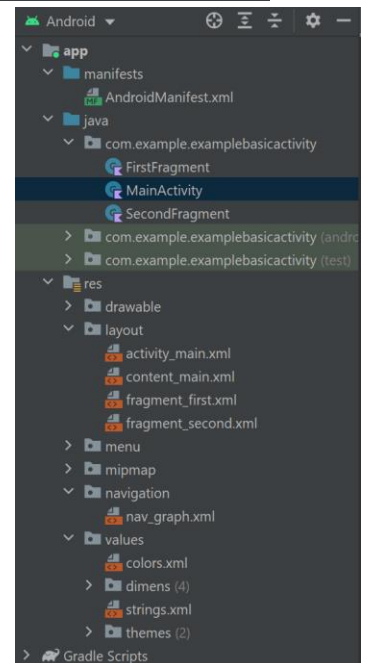 Android
app
manifests
AndroidManifest.xml
java
com.example.examplebasicactivity
FirstFragment
MainActivity
SecondFragment
com.example.examplebasicactivity (andro
com.example.examplebasicactivity (test)
res
drawable
layout
activity_main.xml
content_main.xml
fragment_first.xml
fragment_second.xml
menu
mipmap
navigation
nav_graph.xml
values
colors.xml
dimens (4)
strings.xml
themes (2)
Gradle Scripts